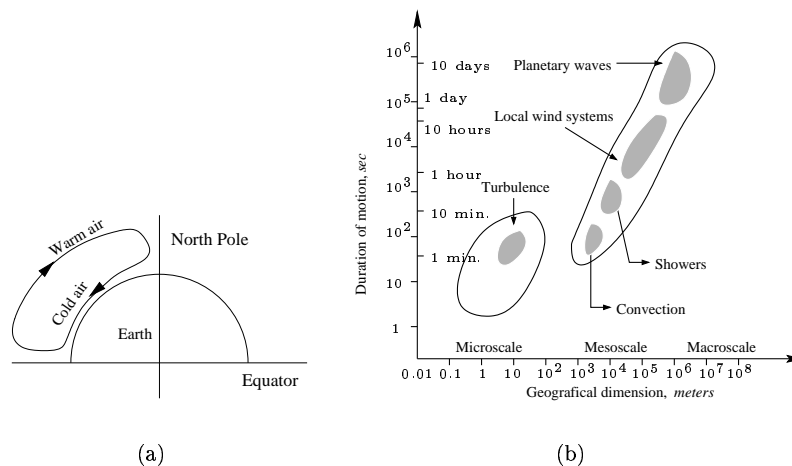 Warm air
North Pole
Cold air
Earth
Equator
(a)
Duration of motion, sec
10^6
10^5
10^4
10^3
10^2
10
1
10 days
1 day
10 hours
1 hour
10 min.
1 min.
Planetary waves
Local wind systems
Turbulence
Showers
Convection
Microscale Mesoscale Macroscale
0.01 0.1 1 10 10^2 10^3 10^4 10^5 10^6 10^7 10^8
Geografical dimension, meters
(b)